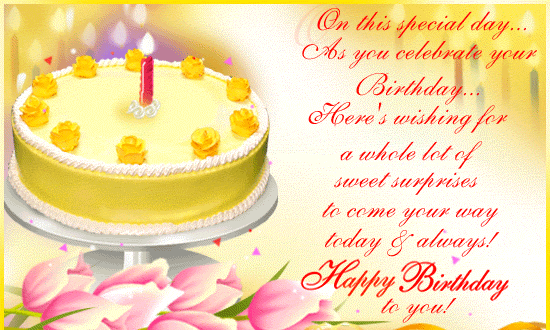 On this special day...
As you celebrate your
Birthday...
Here's wishing for
a whole lot of
sweet surprises
to come your way
today & always!
Happy Birthday
to you!